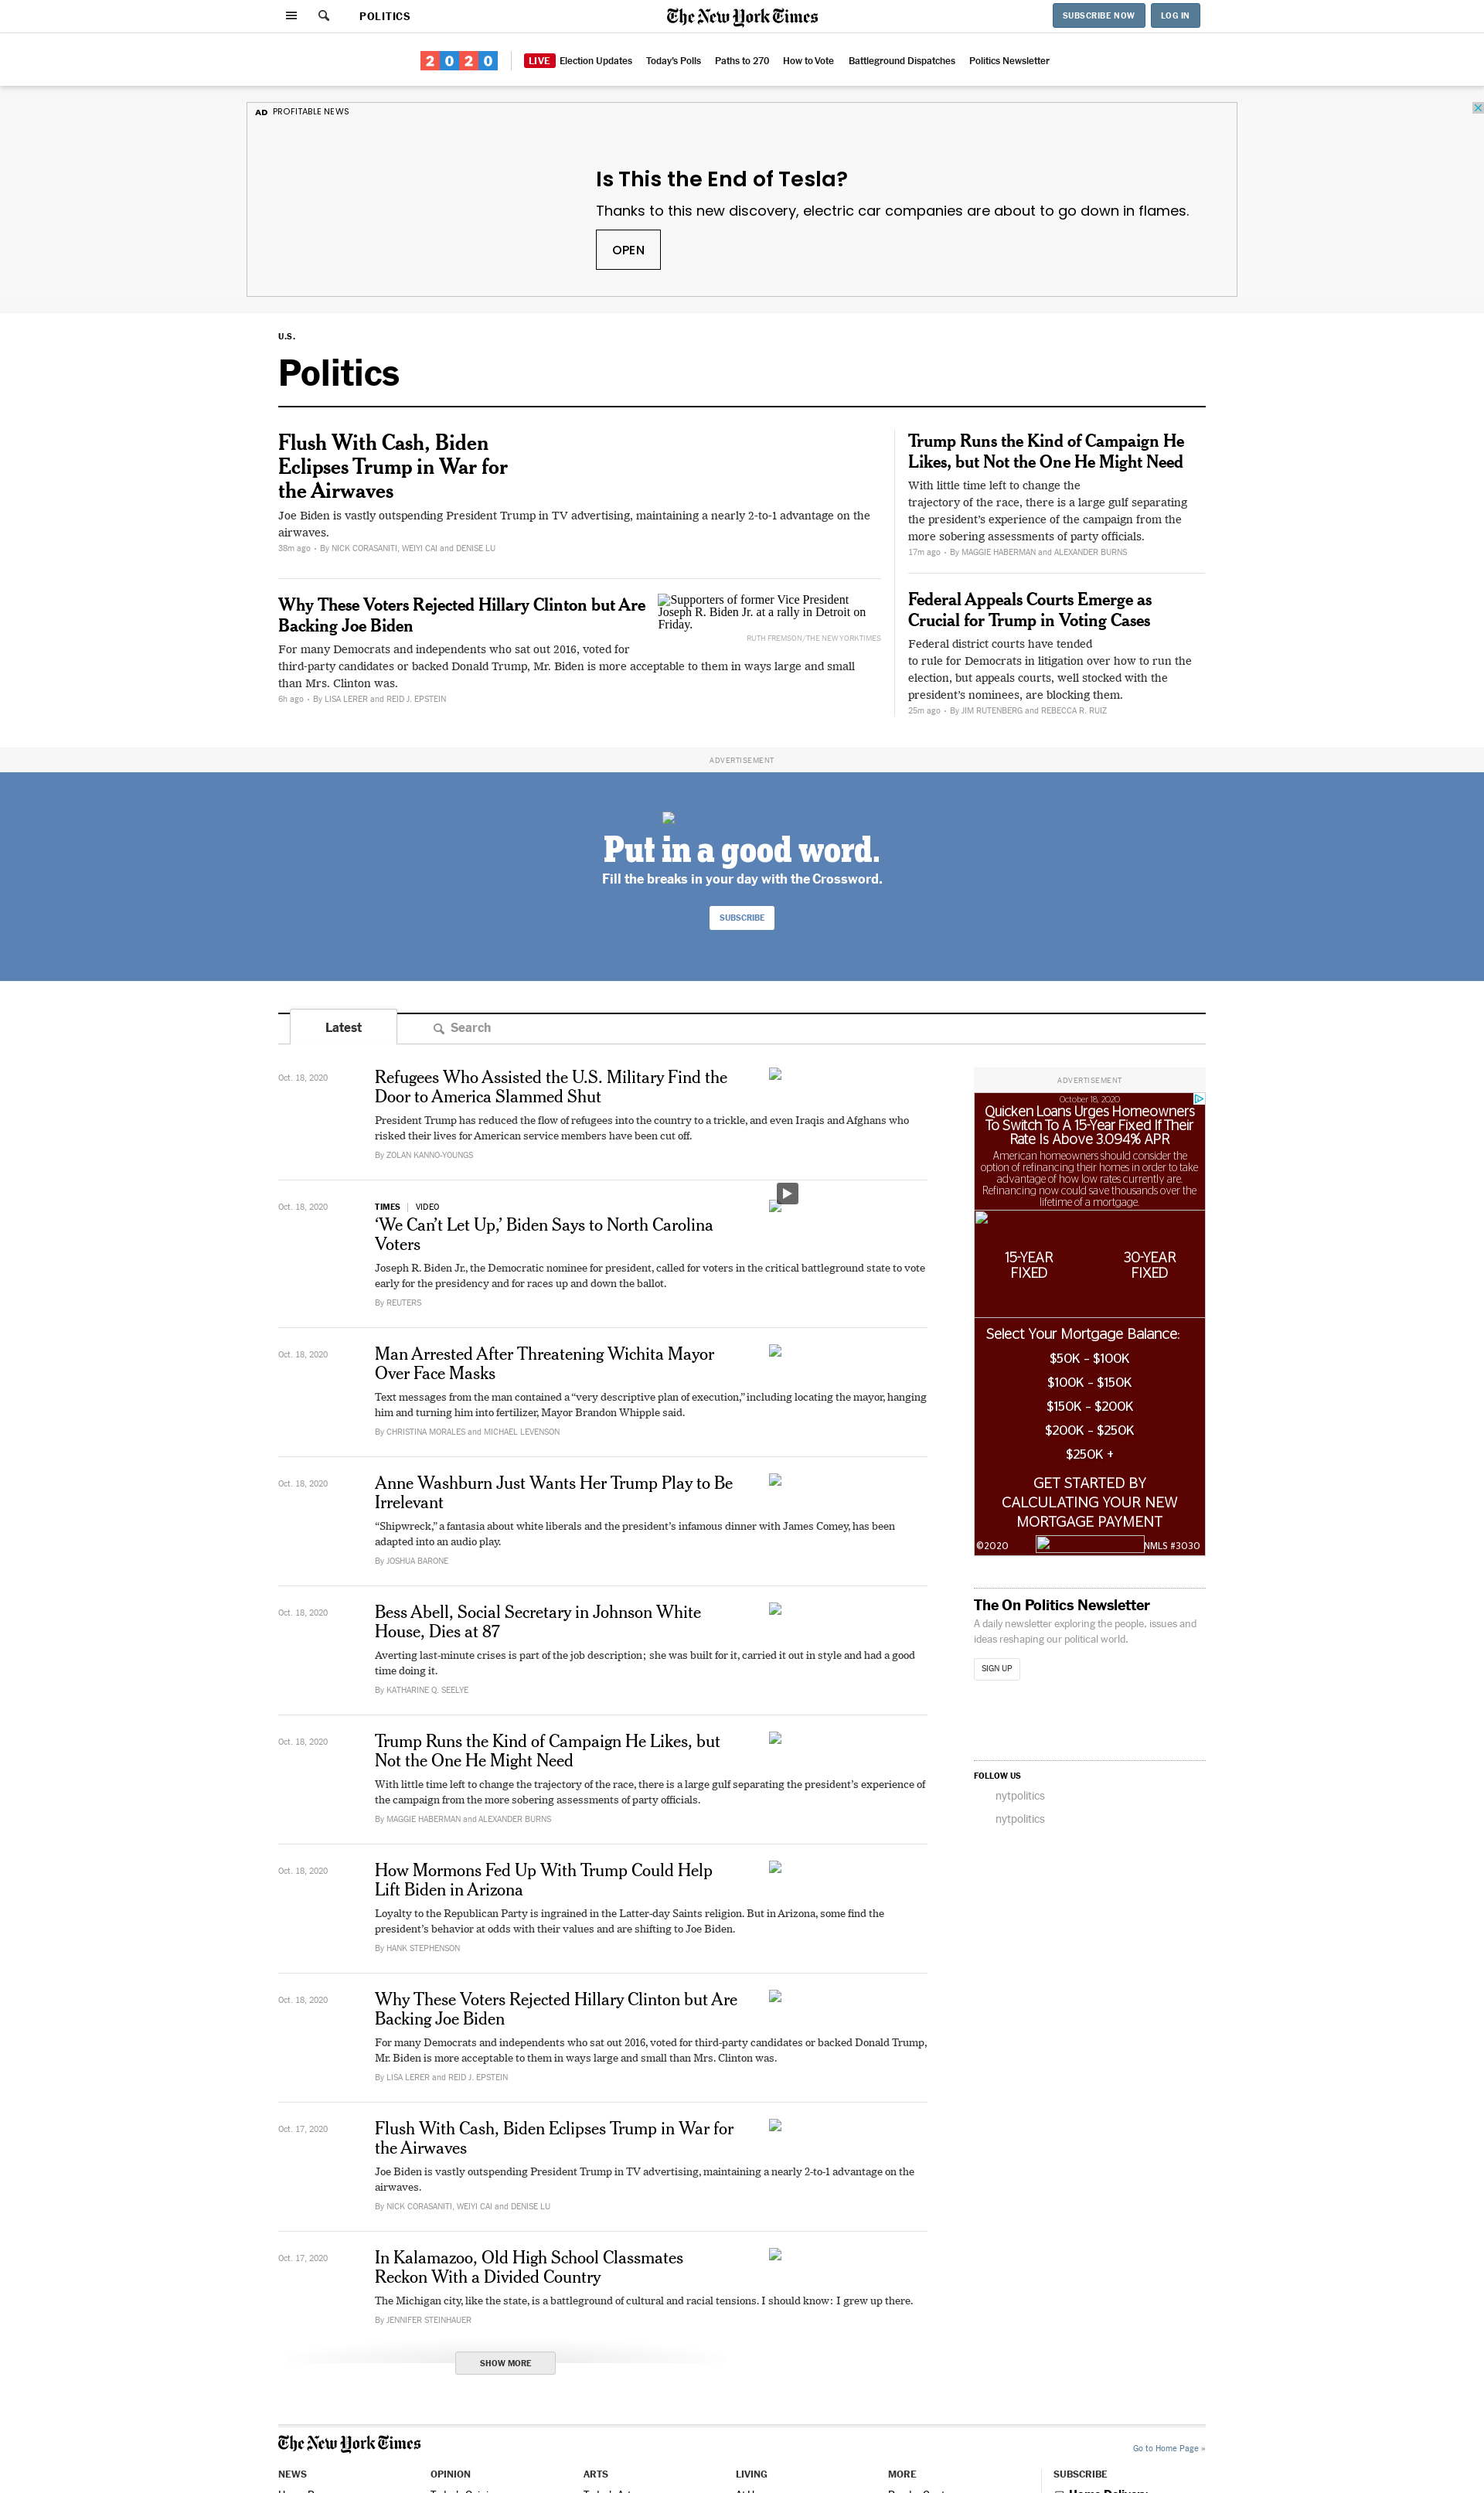 POLITICS
The New York Times
SUBSCRIBE NOW
LOG IN
2020
LIVE Election Updates
Today's Polls
Paths to 270
How to Vote
Battleground Dispatches
Politics Newsletter
AD PROFITABLE NEWS
Is This the End of Tesla?
Thanks to this new discovery, electric car companies are about to go down in flames.
OPEN
U.S.
Politics
Flush With Cash, Biden
Eclipses Trump in War for
the Airwaves
Joe Biden is vastly outspending President Trump in TV advertising, maintaining a nearly 2-to-1 advantage on the
airwaves.
38m ago • By NICK CORASANITI, WEIYI CAI and DENISE LU
Why These Voters Rejected Hillary Clinton but Are
Backing Joe Biden
For many Democrats and independents who sat out 2016, voted for
third-party candidates or backed Donald Trump, Mr. Biden is more acceptable to them in ways large and small
than Mrs. Clinton was.
6h ago • By LISA LERER and REID J. EPSTEIN
Supporters of former Vice President
Joseph R. Biden Jr. at a rally in Detroit on
Friday.
RUTH FREMSON/THE NEW YORK TIMES
Trump Runs the Kind of Campaign He
Likes, but Not the One He Might Need
With little time left to change the
trajectory of the race, there is a large gulf separating
the president's experience of the campaign from the
more sobering assessments of party officials.
17m ago • By MAGGIE HABERMAN and ALEXANDER BURNS
Federal Appeals Courts Emerge as
Crucial for Trump in Voting Cases
Federal district courts have tended
to rule for Democrats in litigation over how to run the
election, but appeals courts, well stocked with the
president's nominees, are blocking them.
25m ago • By JIM RUTENBERG and REBECCA R. RUIZ
ADVERTISEMENT
Put in a good word.
Fill the breaks in your day with the Crossword.
SUBSCRIBE
Latest
Search
Oct. 18, 2020
Refugees Who Assisted the U.S. Military Find the
Door to America Slammed Shut
President Trump has reduced the flow of refugees into the country to a trickle, and even Iraqis and Afghans who
risked their lives for American service members have been cut off.
By ZOLAN KANNO-YOUNGS
Oct. 18, 2020
TIMES | VIDEO
‘We Can’t Let Up,’ Biden Says to North Carolina
Voters
Joseph R. Biden Jr., the Democratic nominee for president, called for voters in the critical battleground state to vote
early for the presidency and for races up and down the ballot.
By REUTERS
Oct. 18, 2020
Man Arrested After Threatening Wichita Mayor
Over Face Masks
Text messages from the man contained a “very descriptive plan of execution,” including locating the mayor, hanging
him and turning him into fertilizer, Mayor Brandon Whipple said.
By CHRISTINA MORALES and MICHAEL LEVENSON
Oct. 18, 2020
Anne Washburn Just Wants Her Trump Play to Be
Irrelevant
“Shipwreck,” a fantasia about white liberals and the president’s infamous dinner with James Comey, has been
adapted into an audio play.
By JOSHUA BARONE
Oct. 18, 2020
Bess Abell, Social Secretary in Johnson White
House, Dies at 87
Averting last-minute crises is part of the job description; she was built for it, carried it out in style and had a good
time doing it.
By KATHARINE Q. SEELYE
Oct. 18, 2020
Trump Runs the Kind of Campaign He Likes, but
Not the One He Might Need
With little time left to change the trajectory of the race, there is a large gulf separating the president’s experience of
the campaign from the more sobering assessments of party officials.
By MAGGIE HABERMAN and ALEXANDER BURNS
Oct. 18, 2020
How Mormons Fed Up With Trump Could Help
Lift Biden in Arizona
Loyalty to the Republican Party is ingrained in the Latter-day Saints religion. But in Arizona, some find the
president’s behavior at odds with their values and are shifting to Joe Biden.
By HANK STEPHENSON
Oct. 18, 2020
Why These Voters Rejected Hillary Clinton but Are
Backing Joe Biden
For many Democrats and independents who sat out 2016, voted for third-party candidates or backed Donald Trump,
Mr. Biden is more acceptable to them in ways large and small than Mrs. Clinton was.
By LISA LERER and REID J. EPSTEIN
Oct. 17, 2020
Flush With Cash, Biden Eclipses Trump in War for
the Airwaves
Joe Biden is vastly outspending President Trump in TV advertising, maintaining a nearly 2-to-1 advantage on the
airwaves.
By NICK CORASANITI, WEIYI CAI and DENISE LU
Oct. 17, 2020
In Kalamazoo, Old High School Classmates
Reckon With a Divided Country
The Michigan city, like the state, is a battleground of cultural and racial tensions. I should know: I grew up there.
By JENNIFER STEINHAUER
SHOW MORE
ADVERTISEMENT
October 18, 2020
Quicken Loans Urges Homeowners
To Switch To A 15-Year Fixed If Their
Rate Is Above 3.094% APR
American homeowners should consider the
option of refinancing their homes in order to take
advantage of how low rates currently are.
Refinancing now could save thousands over the
lifetime of a mortgage.
15-YEAR
FIXED
30-YEAR
FIXED
Select Your Mortgage Balance:
$50K - $100K
$100K - $150K
$150K - $200K
$200K - $250K
$250K +
GET STARTED BY
CALCULATING YOUR NEW
MORTGAGE PAYMENT
©2020
NMLS #3030
The On Politics Newsletter
A daily newsletter exploring the people, issues and
ideas reshaping our political world.
SIGN UP
FOLLOW US
nytpolitics
nytpolitics
The New York Times
Go to Home Page »
NEWS
OPINION
ARTS
LIVING
MORE
SUBSCRIBE